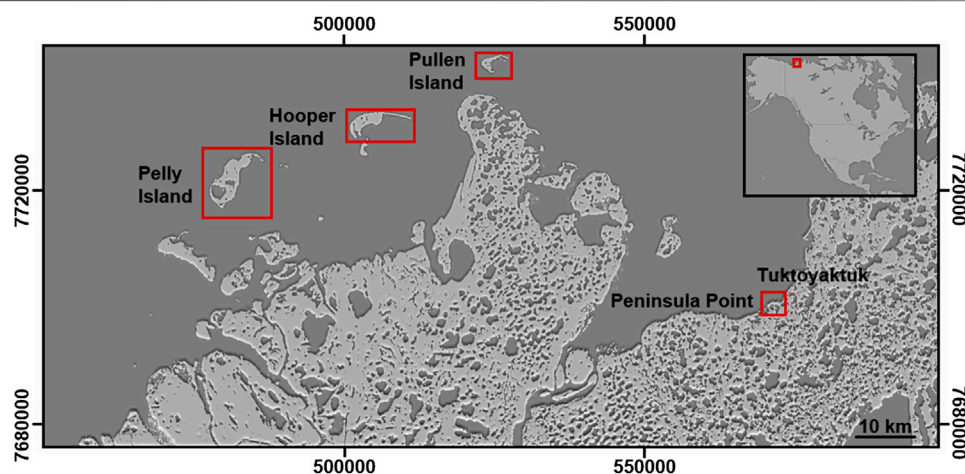 500000
550000
Pullen
Island
Hooper
Island
Pelly
Island
7720000
7720000
Tuktoyaktuk
Peninsula Point
7680000
7680000
10 km
500000
550000